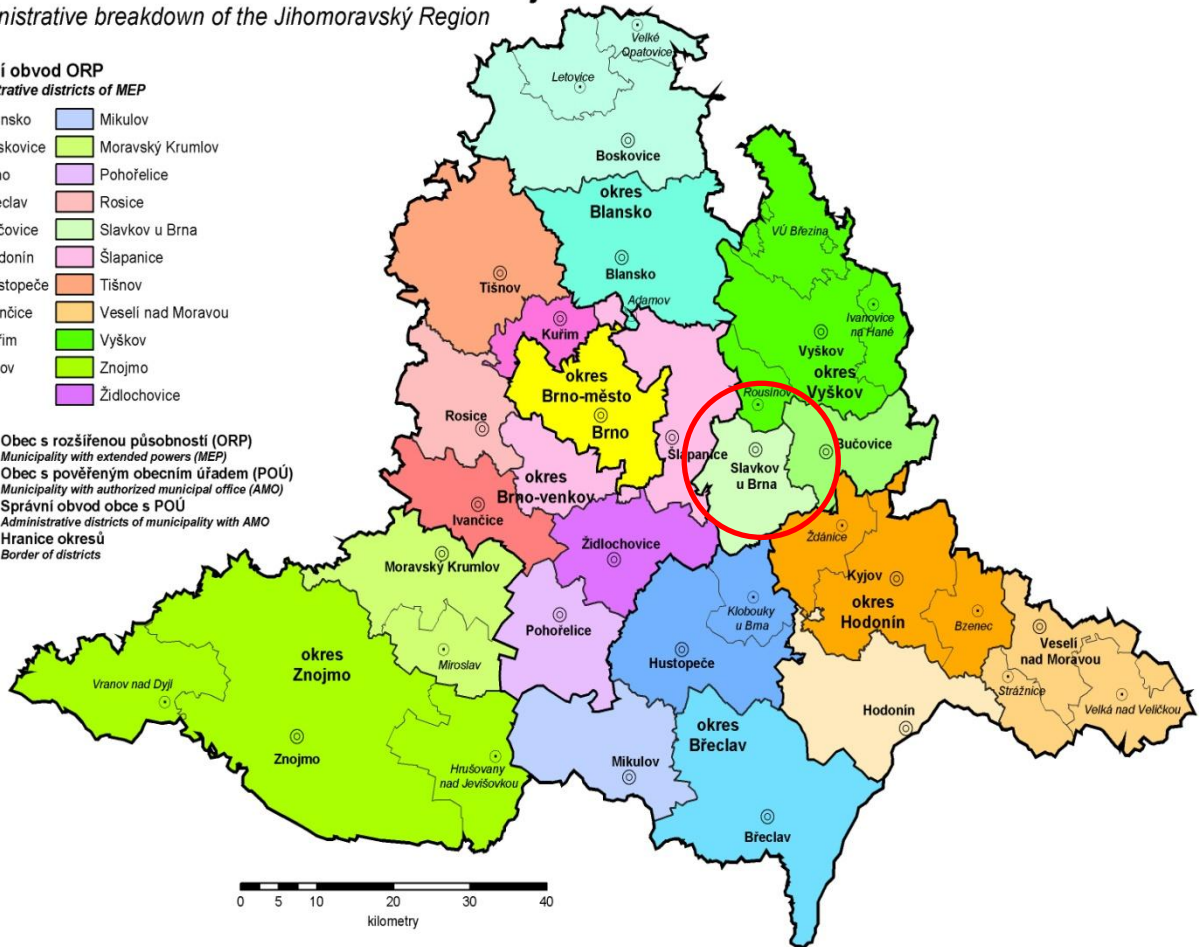 nistrative breakdown of the Jihomoravský Region
í obvod ORP
trative districts of MEP
nsko
Mikulov
skovice
Moravský Krumlov
no
Pohořelice
eclav
Rosice
čovice
Slavkov u Brna
donín
Šlapanice
stopeče
Tišnov
nčice
Veselí nad Moravou
řim
Vyškov
ov
Znojmo
Židlochovice
Obec s rozšířenou působností (ORP)
Municipality with extended powers (MEP)
Obec s pověřeným obecním úřadem (POÚ)
Municipality with authorized municipal office (AMO)
Správní obvod obce s POÚ
Administrative districts of municipality with AMO
Hranice okresů
Border of districts
Velké
Opatovice
Letovice
Boskovice
okres
Blansko
Blansko
Adamov
VÚ Březina
Ivanovice
na Hané
Vyškov
okres
Vyškov
Rousínov
Tišnov
Kuřim
okres
Brno-město
Brno
Rosice
Šlapanice
Slavkov
u Brna
Bučovice
okres
Brno-venkov
Ivančice
Židlochovice
Moravský Krumlov
Ždánice
Kyjov
okres
Hodonín
Bzenec
Klobouky
u Brna
Pohořelice
Hustopeče
Miroslav
okres
Znojmo
Vranov nad Dyjí
Znojmo
Hrušovany
nad Jevišovkou
Veselí
nad Moravou
Strážnice
Velká nad Veličkou
Hodonín
okres
Břeclav
Mikulov
Břeclav
0 5 10 20 30 40
kilometry